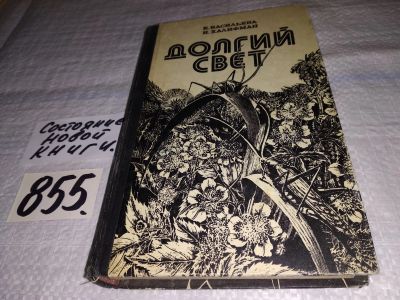 Е. ВАСИЛЬЕВА
И. ХАЛИФМАН
ДОЛГИЙ
СВЕТ
Состояние
новой
книги.
855.